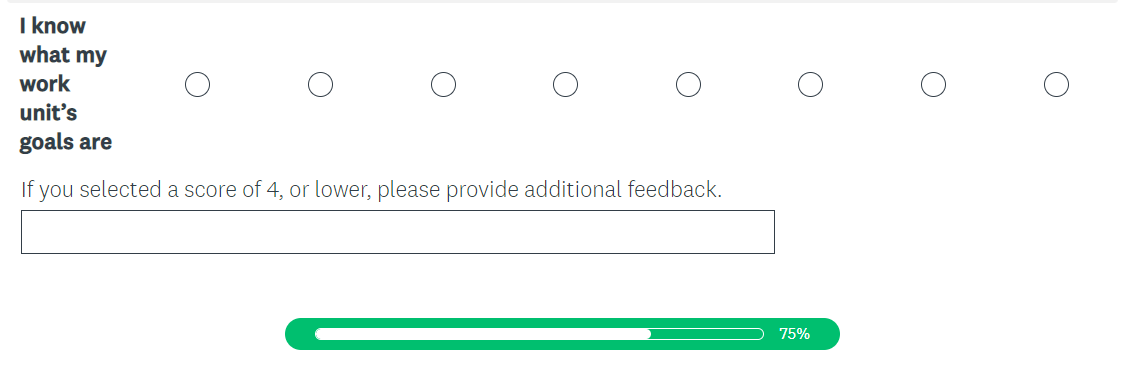 I know
what my
work
unit’s
goals are
If you selected a score of 4, or lower, please provide additional feedback.
75%